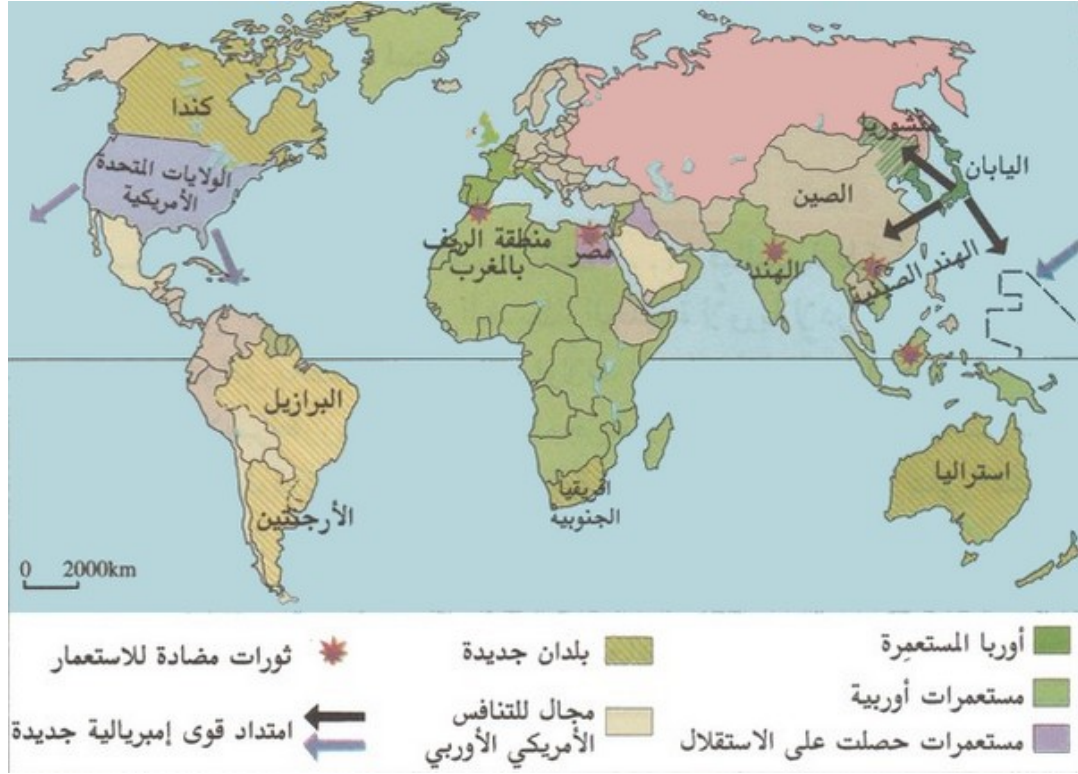 كندا
الولايات المتحدة
الأمريكية
منشوريا
اليابان
الصين
منطقة الريف
بالمغرب
مصر
الهند
الهند الصينية
البرازيل
الأرجنتين
افريقيا
الجنوبية
استراليا
0 2000km
أوربا المستعمِرة
مستعمرات أوربية
مستعمرات حصلت على الاستقلال
بلدان جديدة
مجال للتنافس
الأمريكي الأوربي
ثورات مضادة للاستعمار
امتداد قوى إمبريالية جديدة